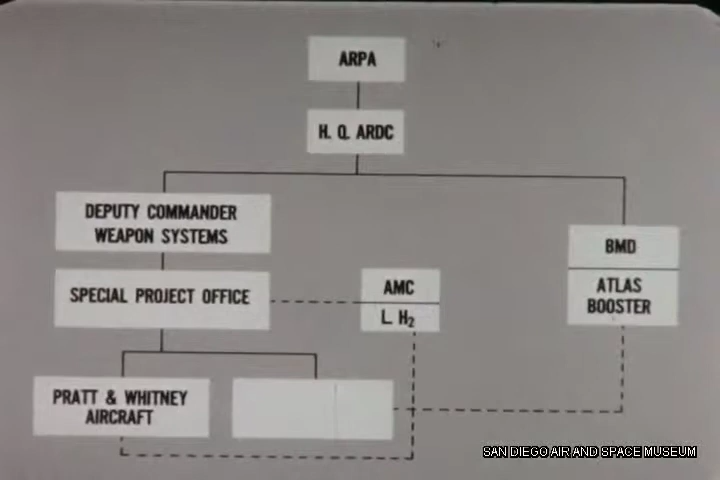 ARPA
H. Q. ARDC
DEPUTY COMMANDER
WEAPON SYSTEMS
BMD
SPECIAL PROJECT OFFICE
AMC
L H₂
ATLAS
BOOSTER
PRATT & WHITNEY
AIRCRAFT
SAN DIEGO AIR AND SPACE MUSEUM